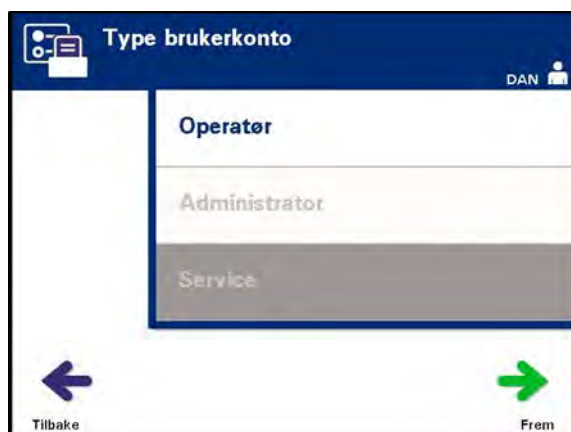 Type brukerkonto
DAN
Operatør
Administrator
Service
Tilbake
Frem